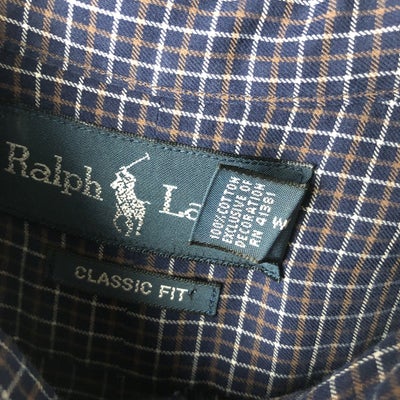 Ralph La
100% COTTON
EXCLUSIVE OF
DECORATION
RN 41381
M
CLASSIC FIT